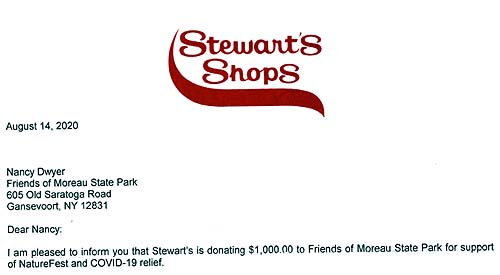 Stewart's
Shops
August 14, 2020
Nancy Dwyer
Friends of Moreau State Park
605 Old Saratoga Road
Gansevoort, NY 12831
Dear Nancy:
I am pleased to inform you that Stewart's is donating $1,000.00 to Friends of Moreau State Park for support
of NatureFest and COVID-19 relief.